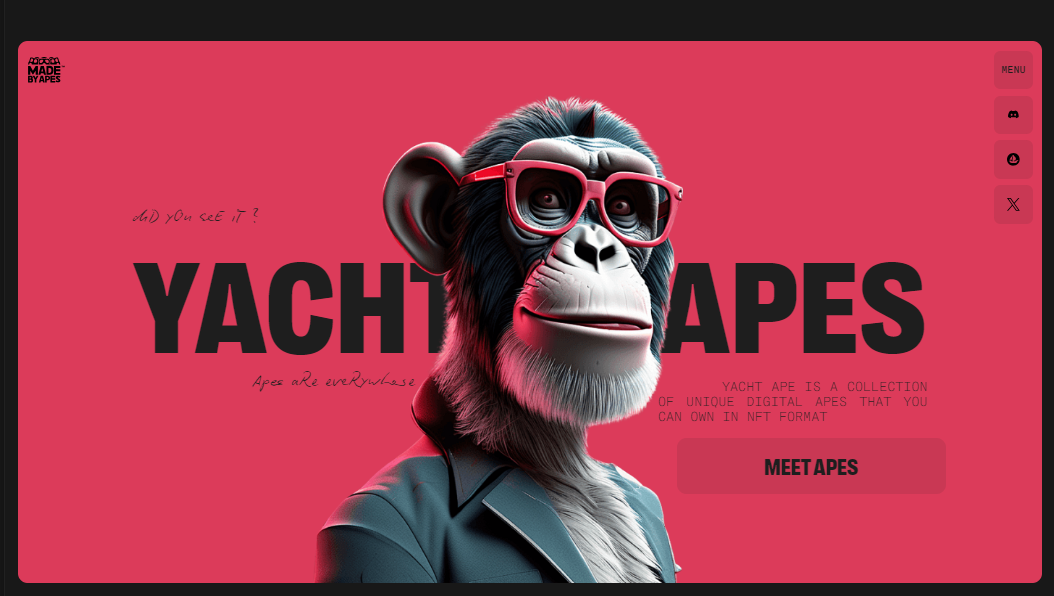 MADE
BY APES
MENU
diD yOu seE iT ?
YACHT APES
Apes aRe eveRywhese
YACHT APE IS A COLLECTION
OF UNIQUE DIGITAL APES THAT YOU
CAN OWN IN NFT FORMAT
MEET APES